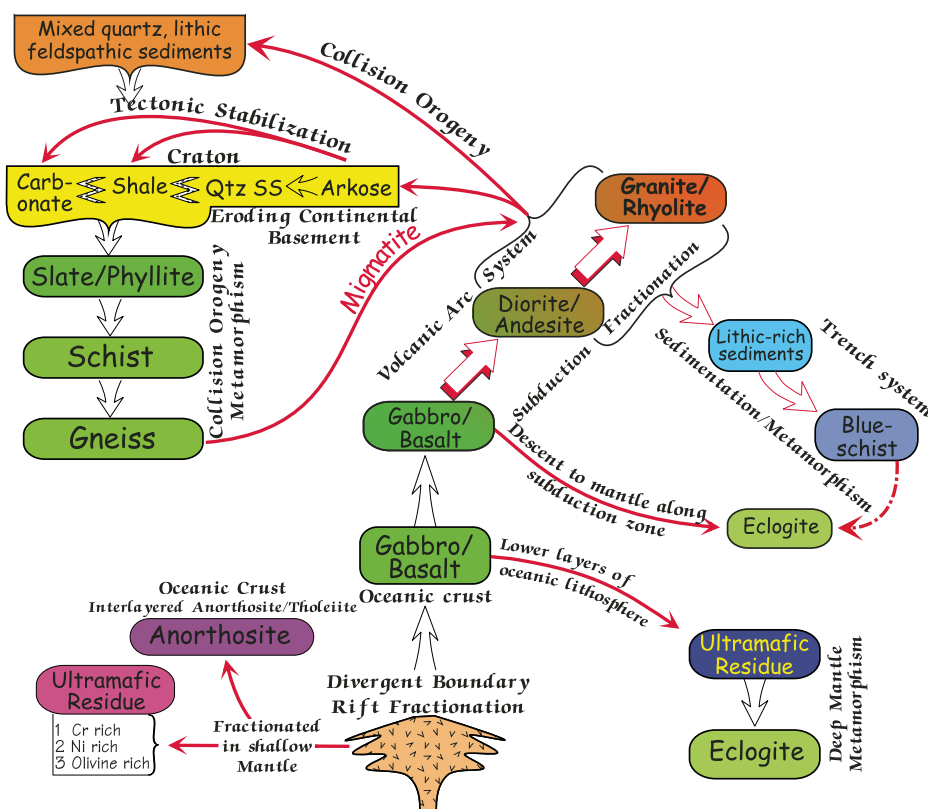 Mixed quartz, lithic
feldspathic sediments
Collision Orogeny
Tectonic Stabilization
Craton
Carb-
onate
Shale
Qtz SS
Arkose
Eroding Continental
Basement
Slate/Phyllite
Schist
Gneiss
Collision Orogeny
Metamorphism
Migmatite
Volcanic Arc
System
Granite/
Rhyolite
Diorite/
Andesite
Gabbro/
Basalt
Subduction
Fractionation
Lithic-rich
sediments
Trench system
Sedimentation/Metamorphism
Blue-
schist
Descent to mantle along
subduction zone
Eclogite
Gabbro/
Basalt
Oceanic crust
Lower layers of
oceanic lithosphere
Oceanic Crust
Interlayered Anorthosite/Tholeiite
Anorthosite
Ultramafic
Residue
1 Cr rich
2 Ni rich
3 Olivine rich
Fractionated
in shallow
Mantle
Divergent Boundary
Rift Fractionation
Ultramafic
Residue
Eclogite
Deep Mantle
Metamorphism